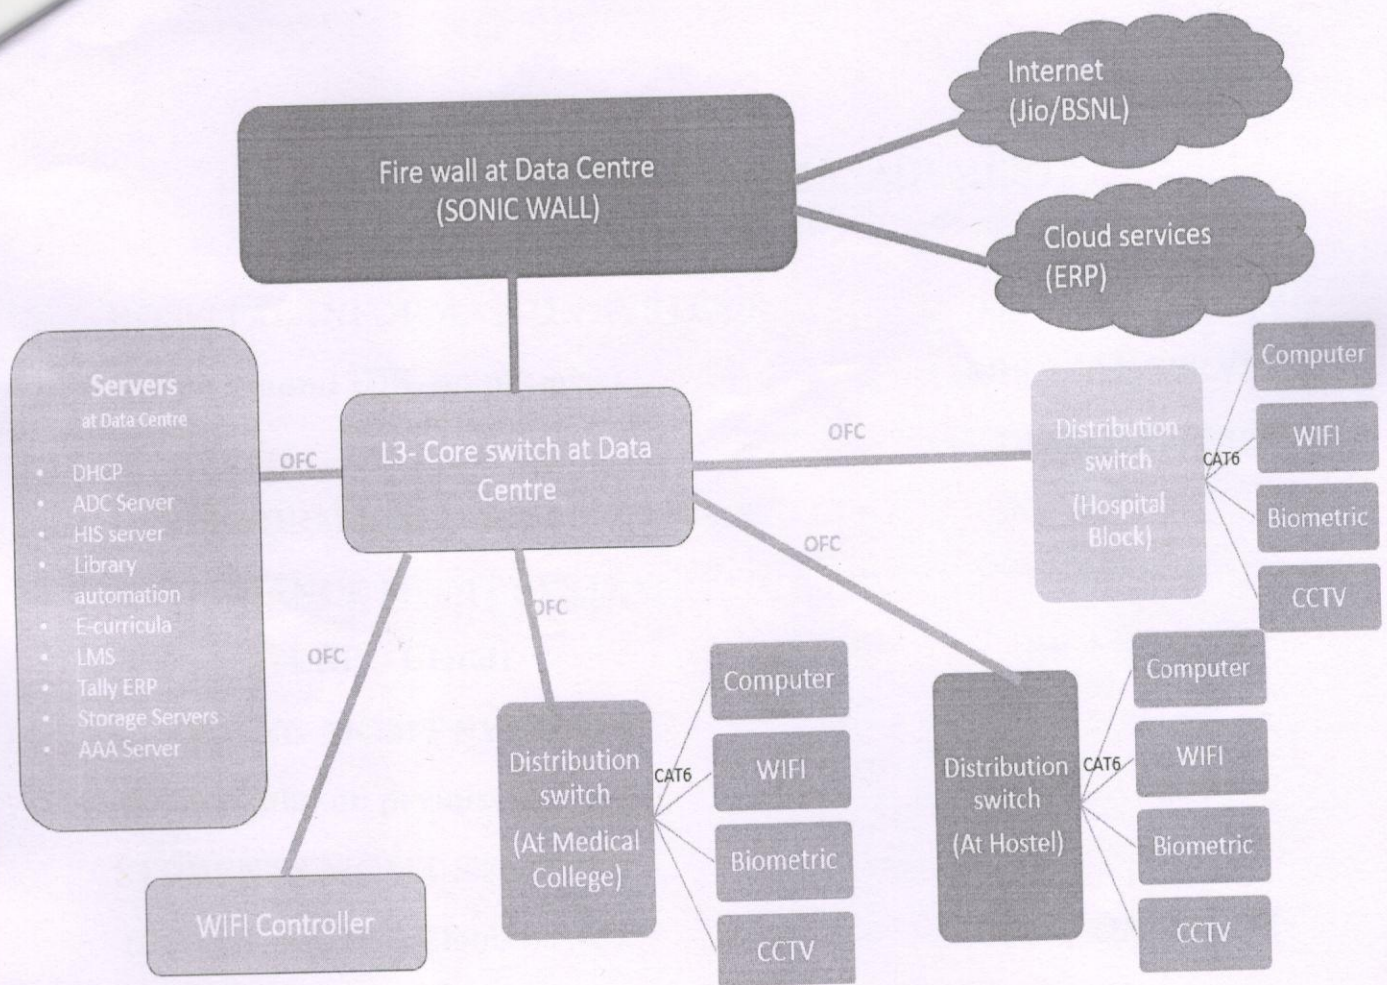 Internet
(Jio/BSNL)
Fire wall at Data Centre
(SONIC WALL)
Cloud services
(ERP)
Servers
at Data Centre
• DHCP
• ADC Server
• HIS server
• Library
automation
• E-curricula
• LMS
• Tally ERP
• Storage Servers
• AAA Server
OFC
L3- Core switch at Data
Centre
OFC
Distribution
switch
(Hospital
Block)
CAT6
Computer
WIFI
Biometric
CCTV
OFC
OFC
OFC
WIFI Controller
Distribution
switch
(At Medical
College)
CAT6
Computer
WIFI
Biometric
CCTV
Distribution
switch
(At Hostel)
CAT6
Computer
WIFI
Biometric
CCTV